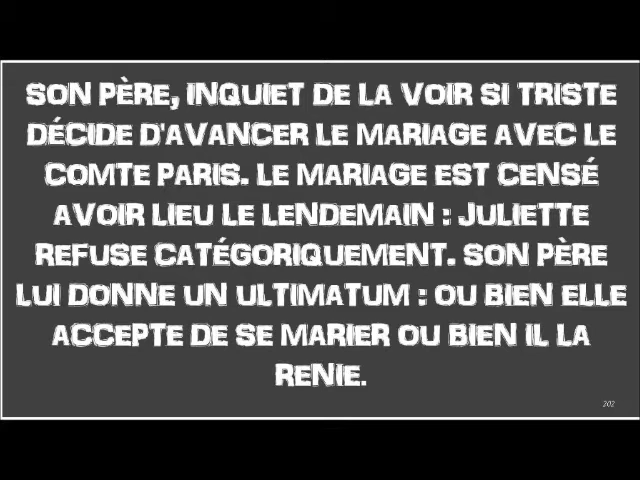 SON PÈRE, INQUIET DE LA VOIR SI TRISTE
DÉCIDE D'AVANCER LE MARIAGE AVEC LE
COMTE PARIS. LE MARIAGE EST CENSÉ
AVOIR LIEU LE LENDEMAIN : JULIETTE
REFUSE CATÉGORIQUEMENT. SON PÈRE
LUI DONNE UN ULTIMATUM : OU BIEN ELLE
ACCEPTE DE SE MARIER OU BIEN IL LA
RENIE.
202